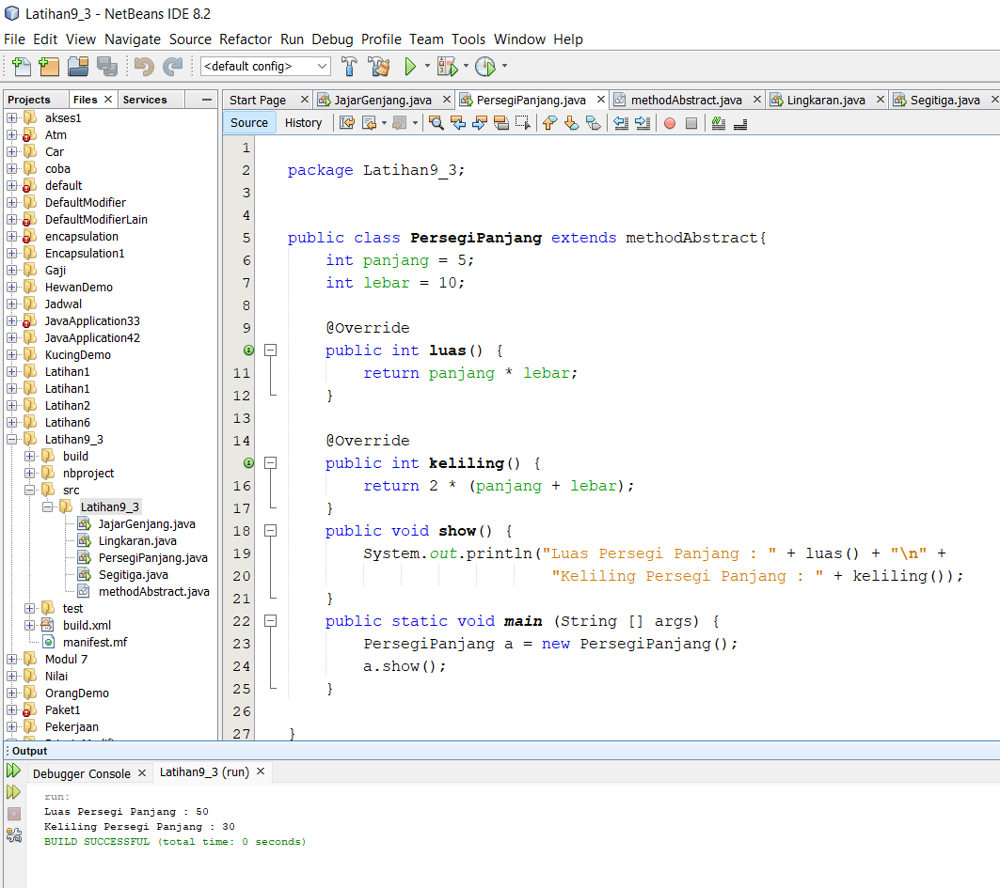 Latihan9_3 - NetBeans IDE 8.2
File Edit View Navigate Source Refactor Run Debug Profile Team Tools Window Help
<default config>
Projects Files Services
Start Page JajarGenjang.java PersegiPanjang.java methodAbstract.java Lingkaran.java Segitiga.java
Source History
akses1
Atm
Car
coba
default
DefaultModifier
DefaultModifierLain
encapsulation
Encapsulation1
Gaji
HewanDemo
Jadwal
JavaApplication33
JavaApplication42
KucingDemo
Latihan1
Latihan1
Latihan2
Latihan6
Latihan9_3
build
nbproject
src
Latihan9_3
JajarGenjang.java
Lingkaran.java
PersegiPanjang.java
Segitiga.java
methodAbstract.java
test
build.xml
manifest.mf
Modul 7
Nilai
OrangDemo
Paket1
Pekerjaan
1
2 package Latihan9_3;
3
4
5 public class PersegiPanjang extends methodAbstract{
6 int panjang = 5;
7 int lebar = 10;
8
9 @Override
public int luas() {
11 return panjang * lebar;
12 }
13
14 @Override
public int keliling() {
16 return 2 * (panjang + lebar);
17 }
18 public void show() {
19 System.out.println("Luas Persegi Panjang : " + luas() + "\n" +
20 "Keliling Persegi Panjang : " + keliling());
21 }
22 public static void main (String [] args) {
23 PersegiPanjang a = new PersegiPanjang();
24 a.show();
25 }
26
27 }
Output
Debugger Console Latihan9_3 (run)
run:
Luas Persegi Panjang : 50
Keliling Persegi Panjang : 30
BUILD SUCCESSFUL (total time: 0 seconds)